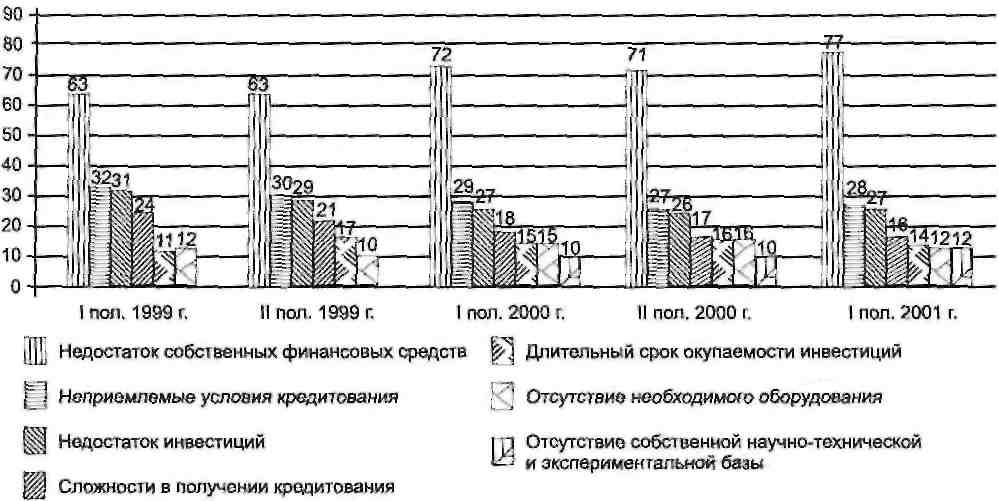 90
80
70
60
50
40
30
20
10
0
63 32 31 24 11 12
63 30 29 21 17 10
72 29 27 18 15 15 10
71 27 26 17 16 16 10
77 28 27 16 14 12 12
I пол. 1999 г. II пол. 1999 г. I пол. 2000 г. II пол. 2000 г. I пол. 2001 г.
Недостаток собственных финансовых средств
Неприемлемые условия кредитования
Недостаток инвестиций
Сложности в получении кредитования
Длительный срок окупаемости инвестиций
Отсутствие необходимого оборудования
Отсутствие собственной научно-технической
и экспериментальной базы